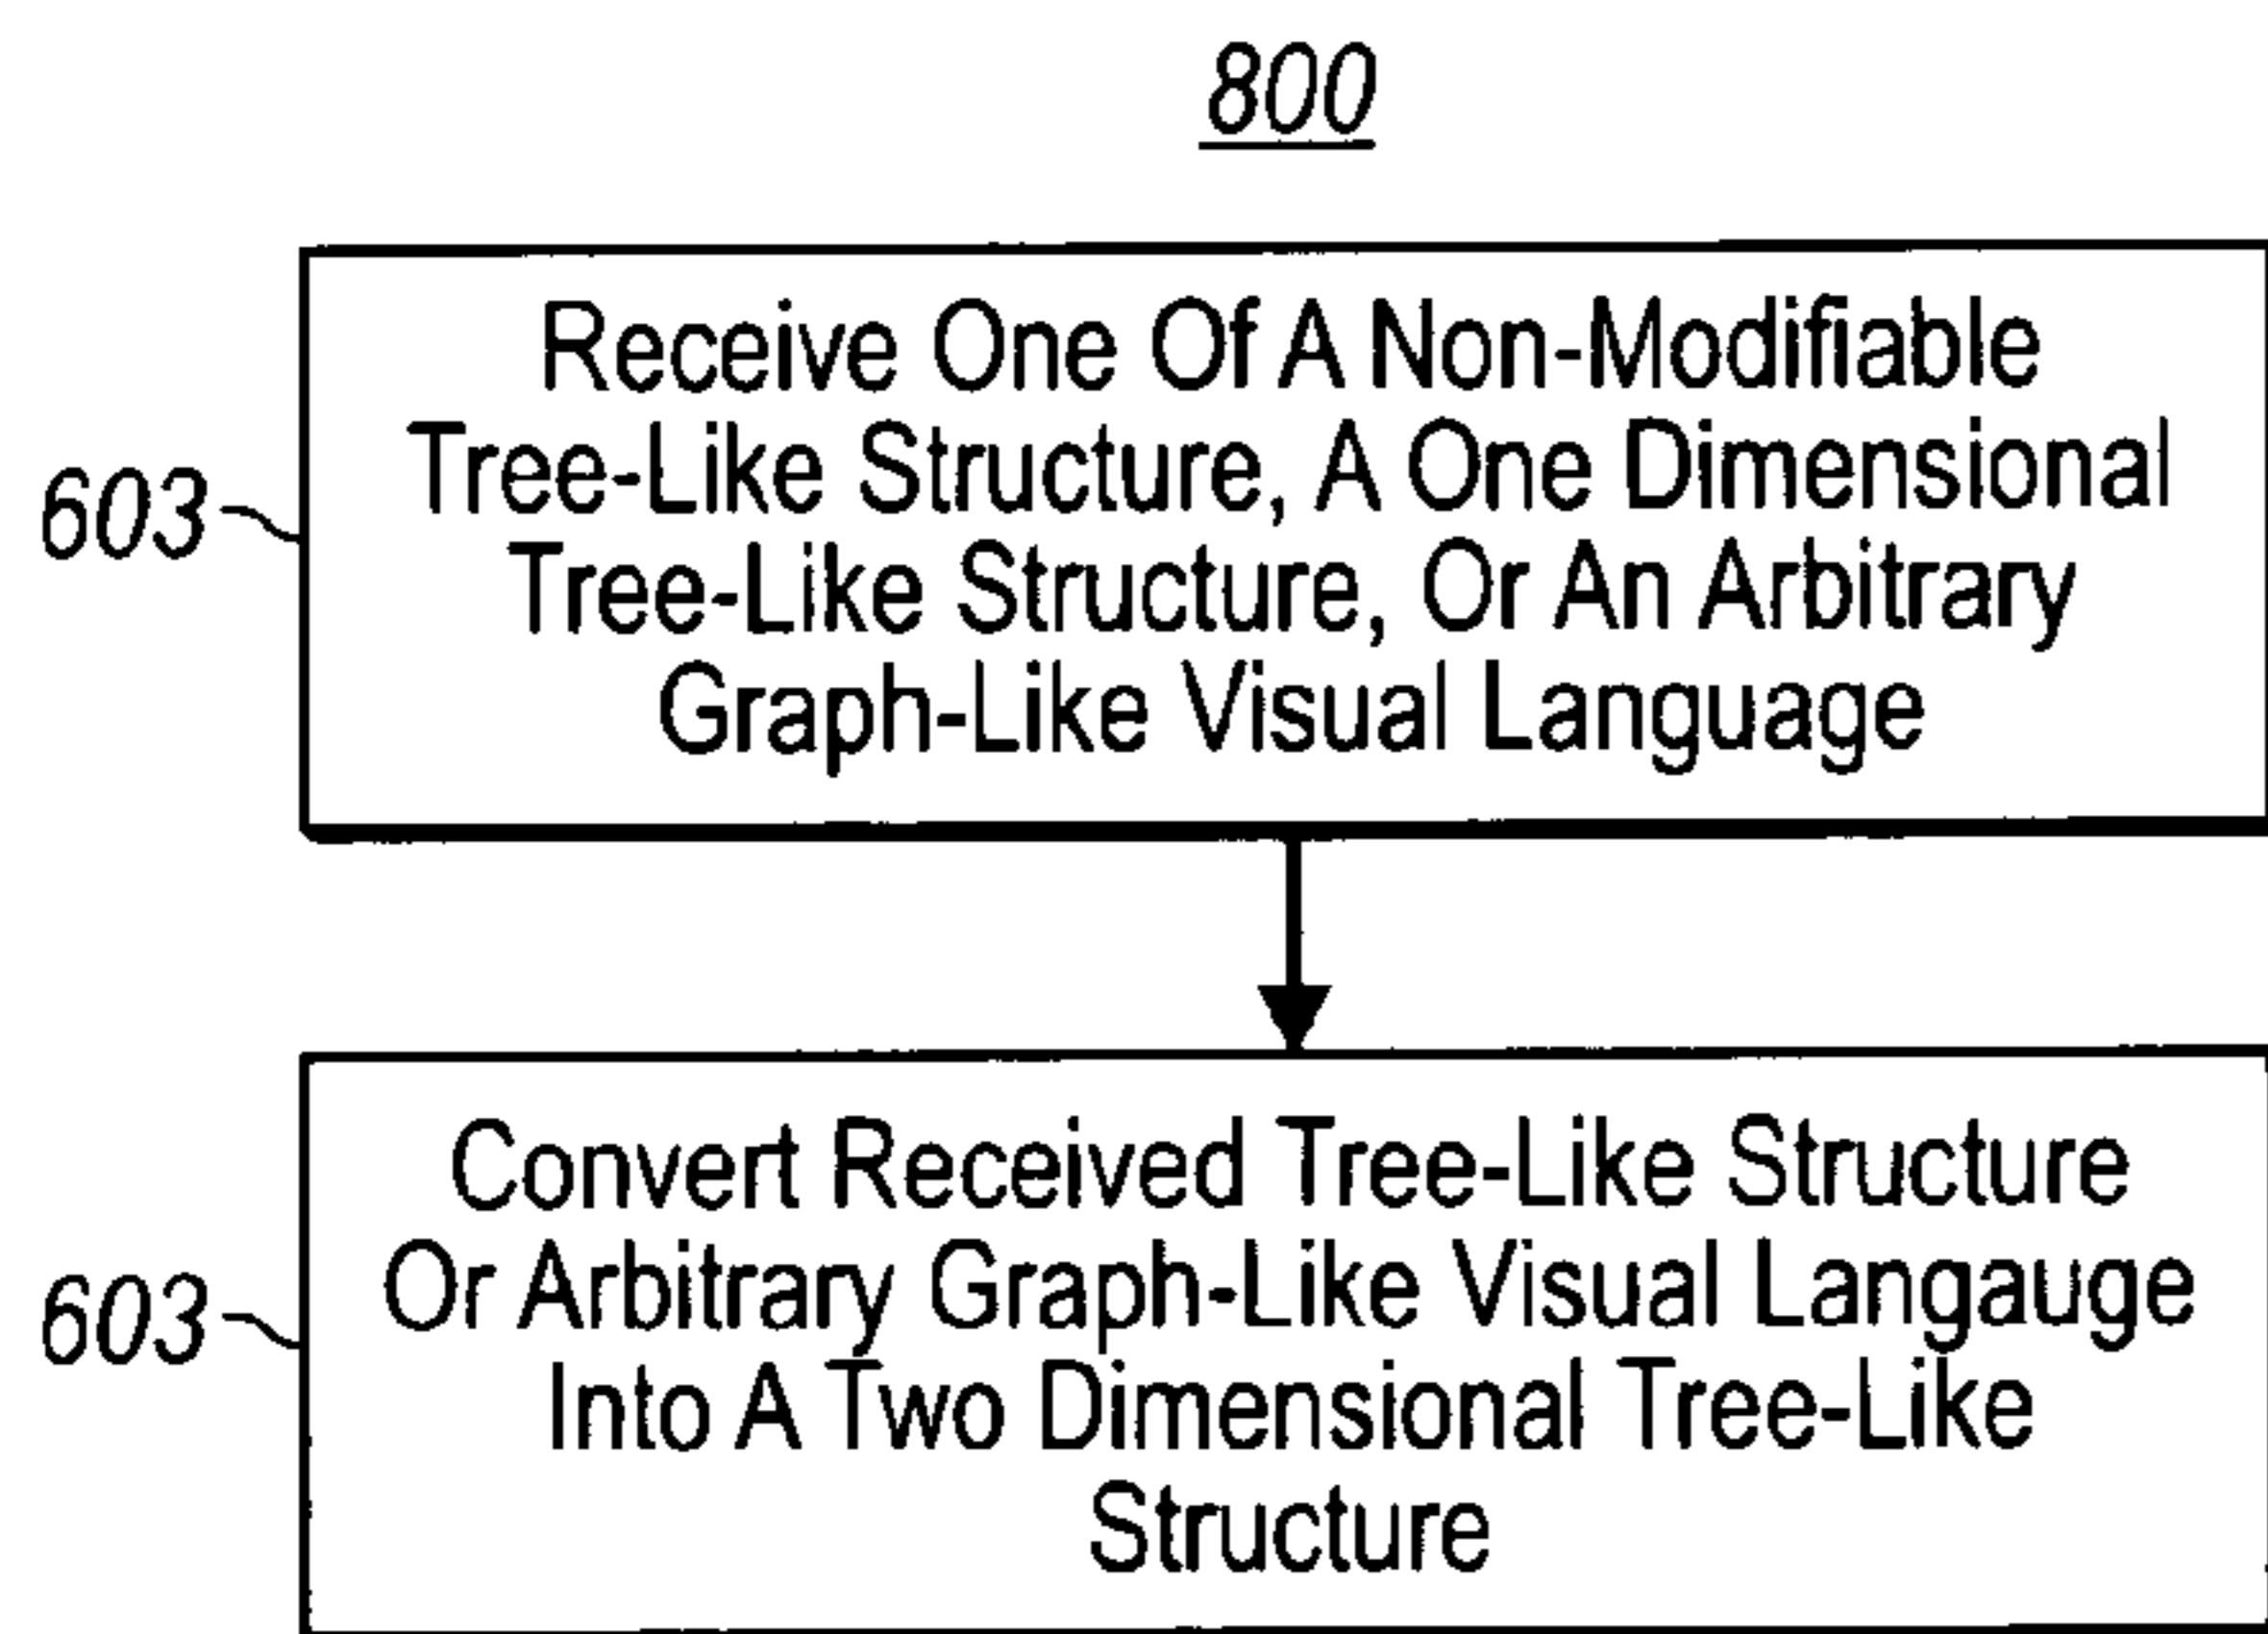 800
Receive One Of A Non-Modifiable
Tree-Like Structure, A One Dimensional
603
Tree-Like Structure, Or An Arbitrary
Graph-Like Visual Language
Convert Received Tree-Like Structure
Or Arbitrary Graph-Like Visual Langauge
603
Into A Two Dimensional Tree-Like
Structure